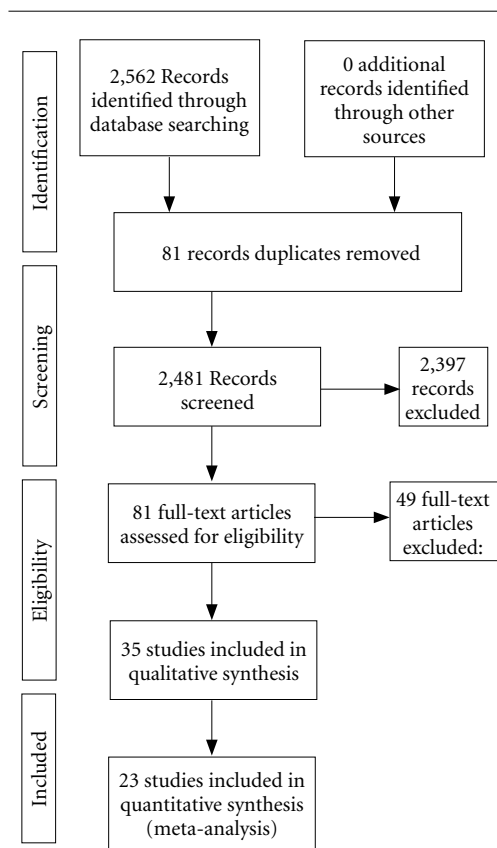 Identification
2,562 Records
identified through
database searching
0 additional
records identified
through other
sources
81 records duplicates removed
Screening
2,481 Records
screened
2,397
records
excluded
Eligibility
81 full-text articles
assessed for eligibility
49 full-text
articles
excluded:
35 studies included in
qualitative synthesis
Included
23 studies included in
quantitative synthesis
(meta-analysis)